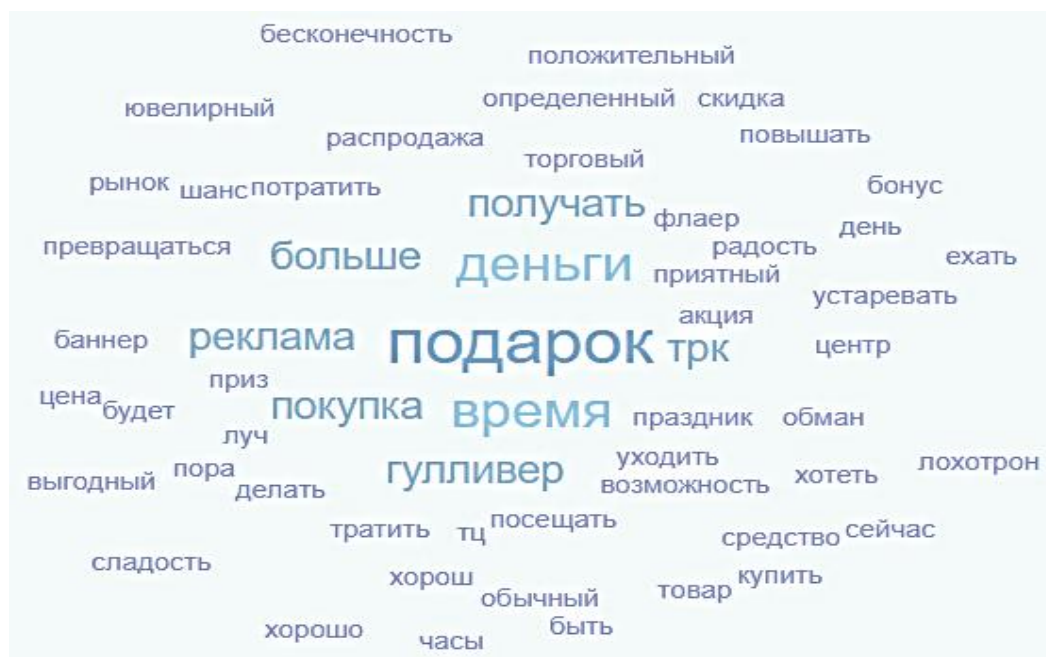 бесконечность
положительный
ювелирный определенный скидка
распродажа повышать
торговый
рынок шанс потратить бонус
получать флаер день
превращаться больше деньги радость ехать
приятный
устаревать
акция
баннер реклама подарок трк центр
приз
цена будет покупка время праздник обман
луч
выгодный пора гулливер уходить хотеть лохотрон
делать возможность
тратить тц посещать средство сейчас
сладость хорош товар купить
обычный
хорошо часы быть